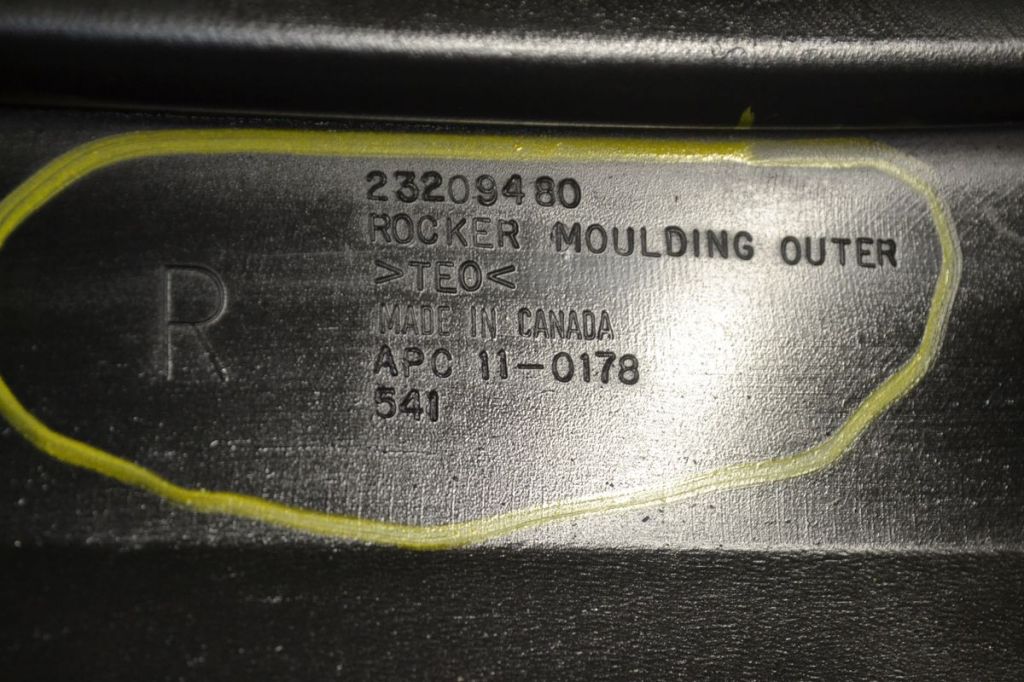 23209480
ROCKER MOULDING OUTER
>TEO<
R
MADE IN CANADA
APC 11-0178
541